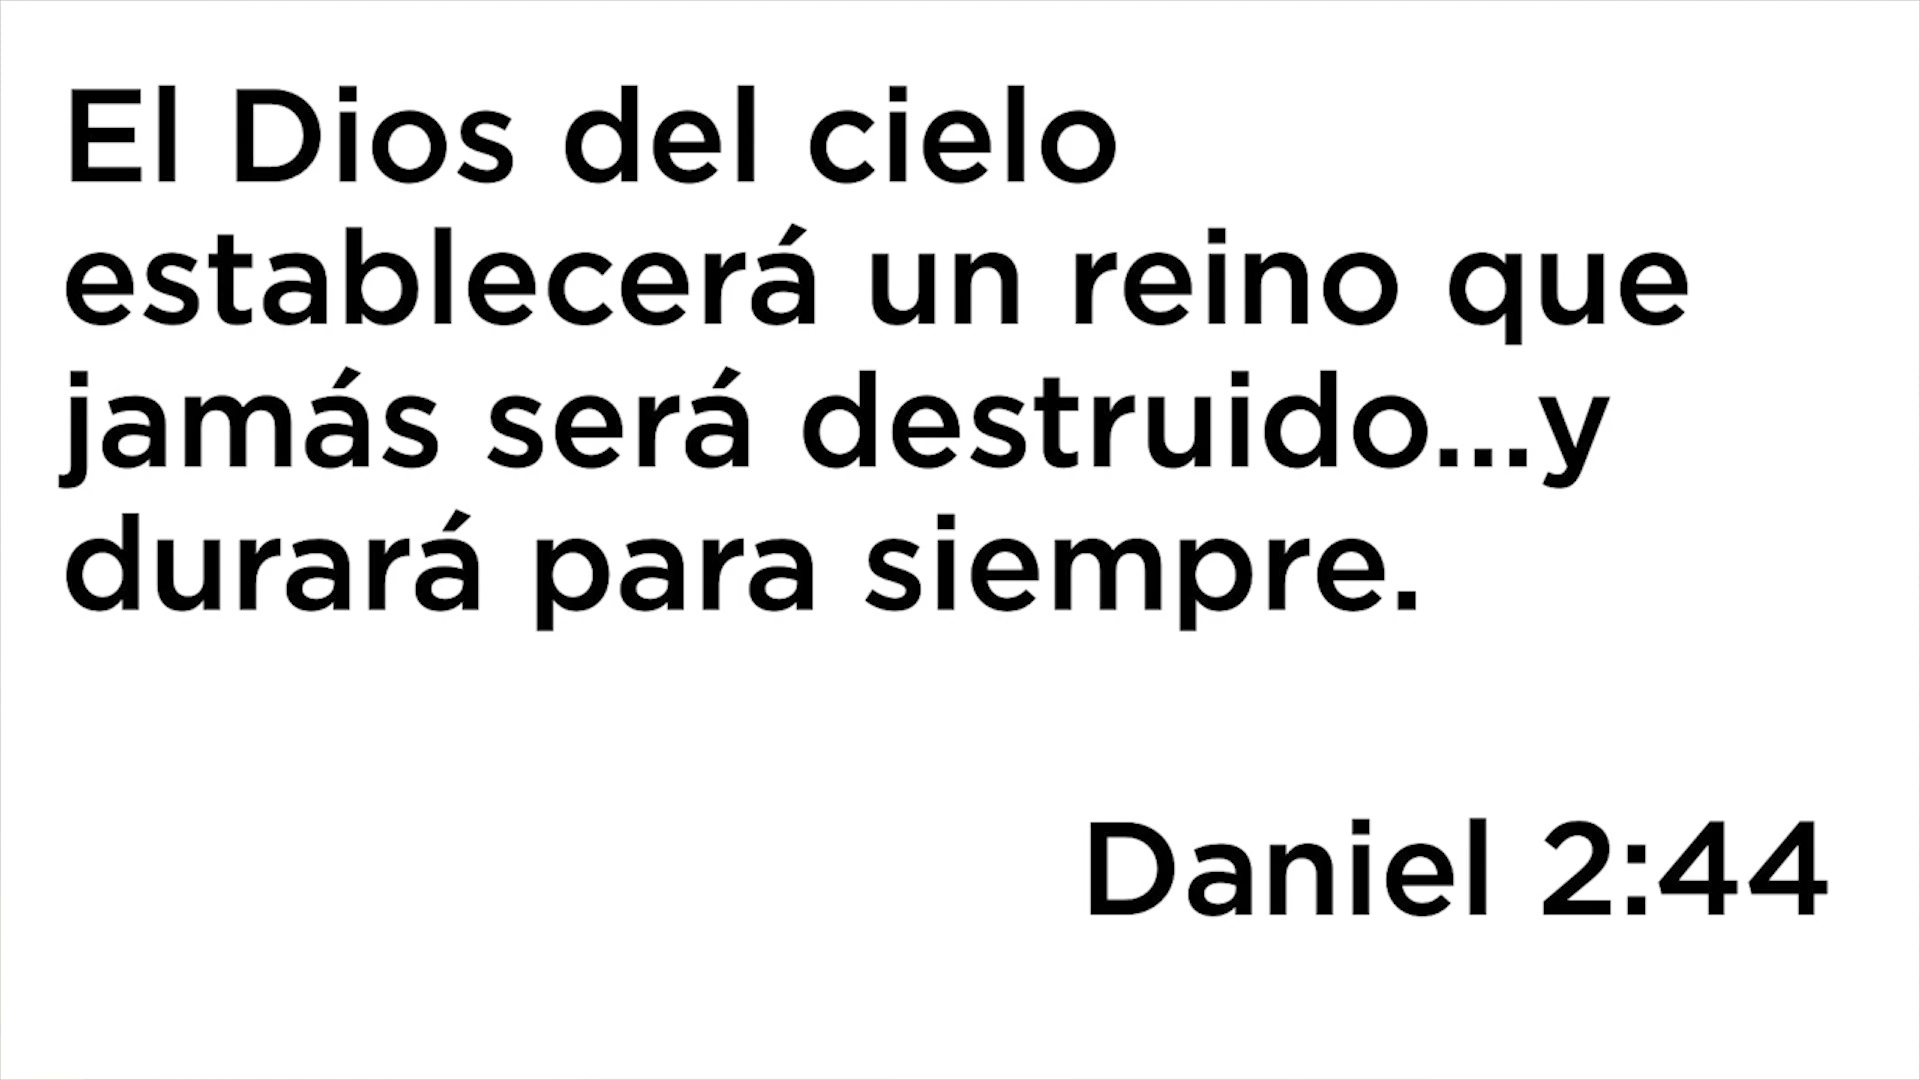 El Dios del cielo
establecerá un reino que
jamás será destruido...y
durará para siempre.
Daniel 2:44